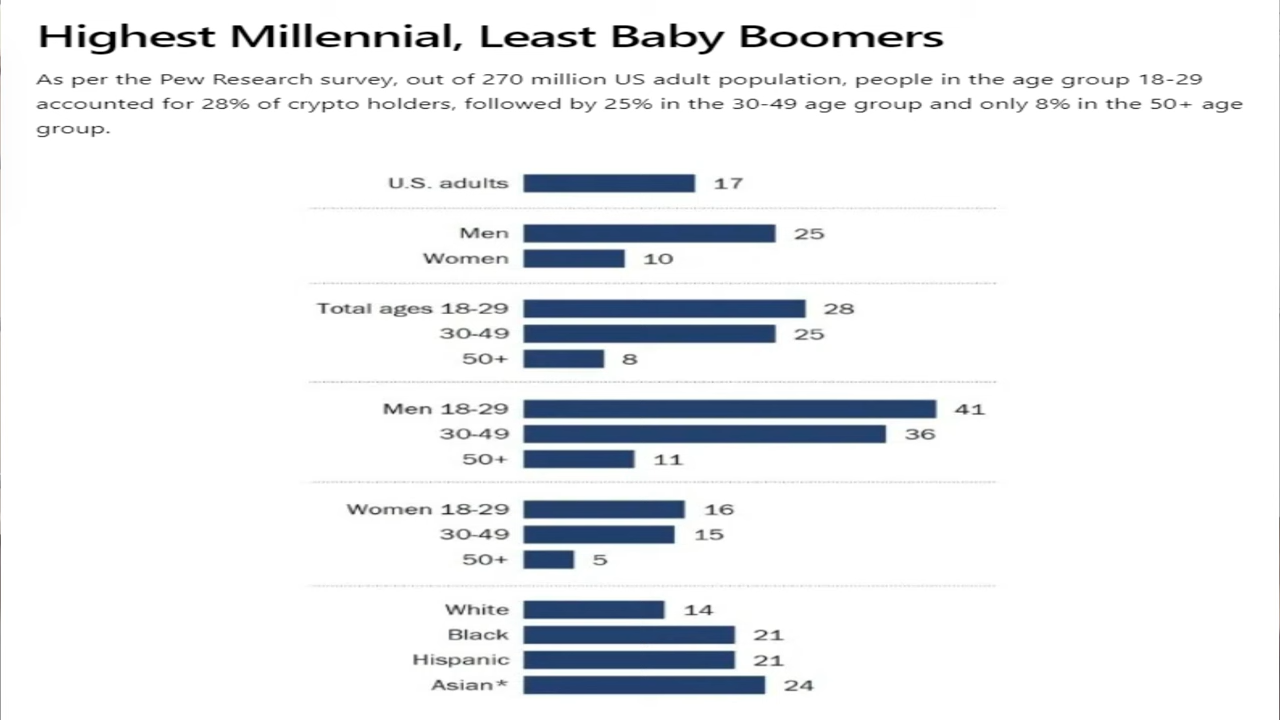 Highest Millennial, Least Baby Boomers
As per the Pew Research survey, out of 270 million US adult population, people in the age group 18-29
accounted for 28% of crypto holders, followed by 25% in the 30-49 age group and only 8% in the 50+ age
group.
U.S. adults 17
Men 25
Women 10
Total ages 18-29 28
30-49 25
50+ 8
Men 18-29 41
30-49 36
50+ 11
Women 18-29 16
30-49 15
50+ 5
White 14
Black 21
Hispanic 21
Asian* 24